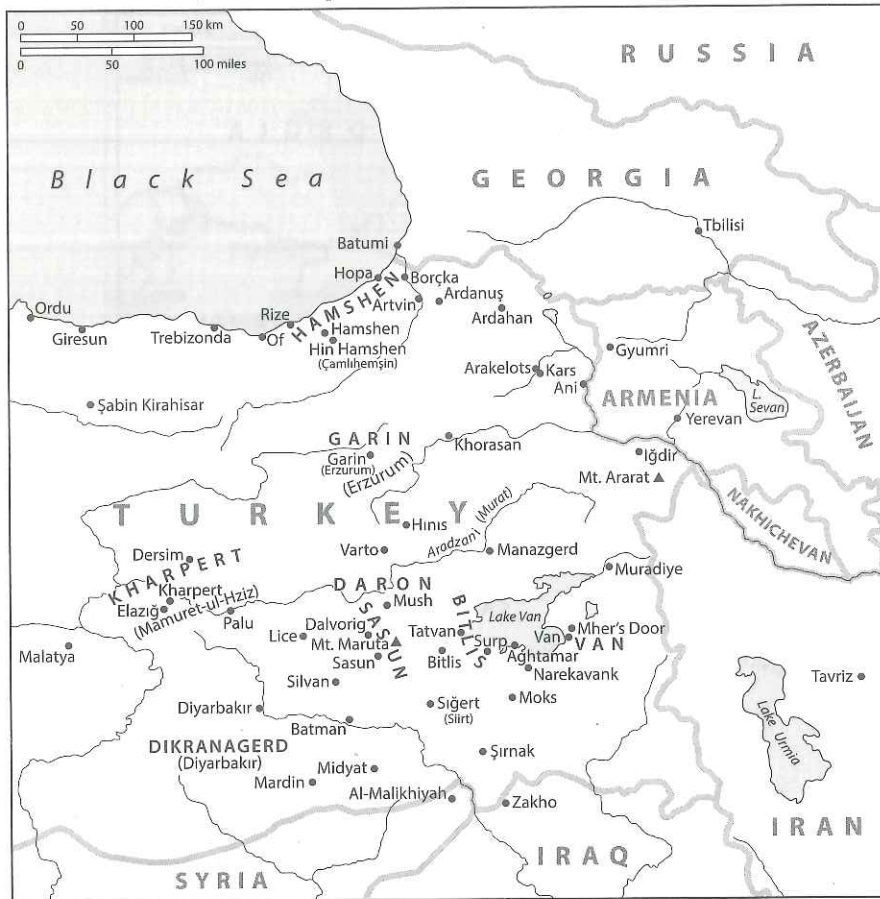 0 50 100 150 km
0 50 100 miles
RUSSIA
Black Sea
GEORGIA
Tbilisi
Batumi
Hopa
Borçka
HAMSHEN
Artvin
Ardanuş
Ardahan
Ordu
Giresun
Trebizonda
Rize
Of
Hamshen
Hin Hamshen
(Çamlıhemşin)
Gyumri
AZERBAIJAN
Arakelots
Kars
Ani
ARMENIA
L.
Sevan
Yerevan
Şabin Kirahisar
GARIN
Garin
(Erzurum)
(Erzurum)
Khorasan
Iğdir
Mt. Ararat
NAKHICHEVAN
TURKEY
Hınıs
Aradzani (Murat)
Dersim
Varto
Manazgerd
KHARPERT
Kharpert
Elazığ
(Mamuret-ul-Hziz)
Palu
DARON
Mush
Muradiye
Lake Van
BITLIS
SASUN
Dalvorig
Lice
Mt. Maruta
Sasun
Tatvan
Bitlis
Surp
Ağhtamar
Van
Mher's Door
VAN
Narekavank
Malatya
Silvan
Sığert
(Siirt)
Moks
Tavriz
Diyarbakır
Batman
Lake Urmia
DIKRANAGERD
(Diyarbakır)
Şırnak
Midyat
Mardin
Al-Malikhiyah
Zakho
IRAN
IRAQ
SYRIA